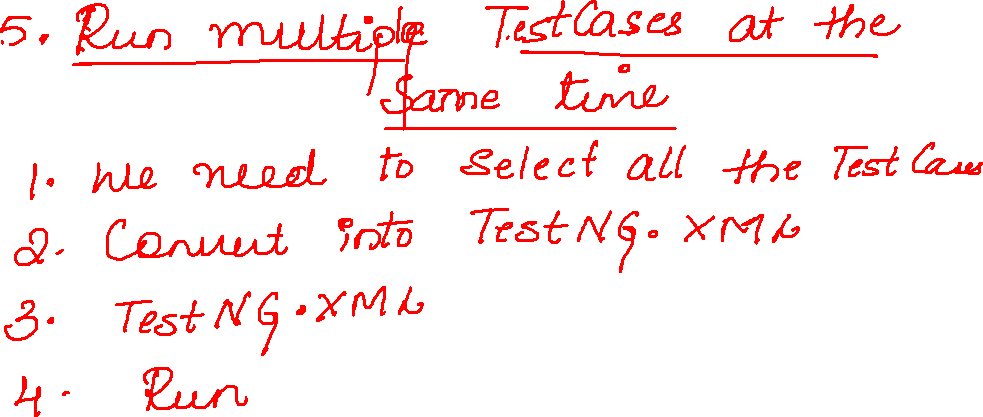 5. Run multiple TestCases at the
Same time
1. We need to Select all the Test Cases
2. Convert into TestNG.XML
3. TestNG.XML
4. Run